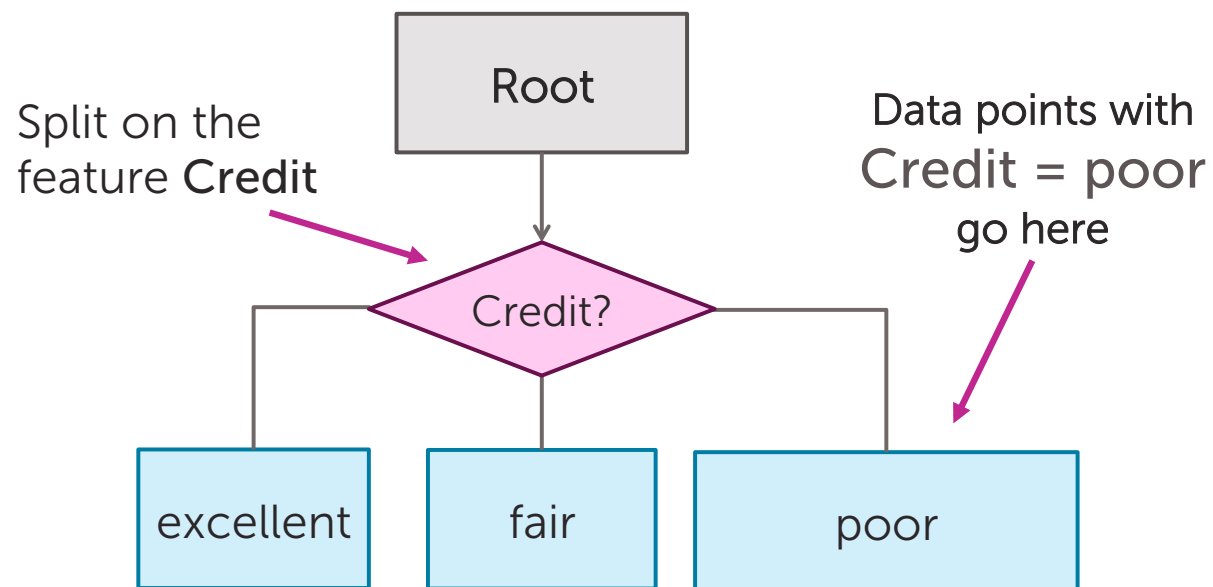 Root
Split on the
feature Credit
Data points with
Credit = poor
go here
Credit?
excellent
fair
poor